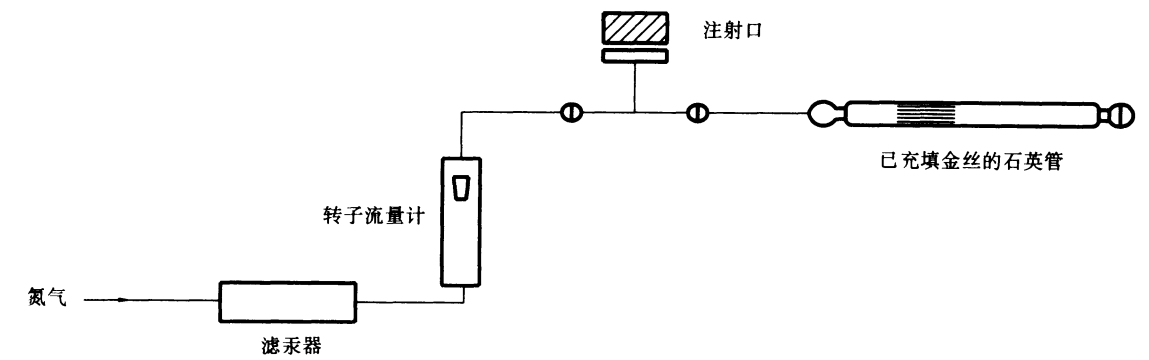 注射口
已充填金丝的石英管
转子流量计
氮气
滤汞器